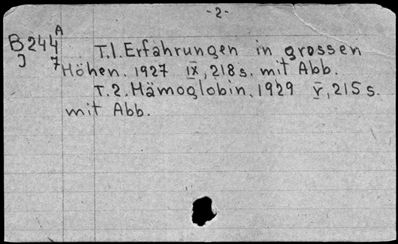 -2-
A
B244 T.1. Erfahrungen in grossen
J 7 Höhen. 1927 IX, 218 s. mit Abb.
T.2. Hämoglobin. 1929 V, 215 s.
mit Abb.